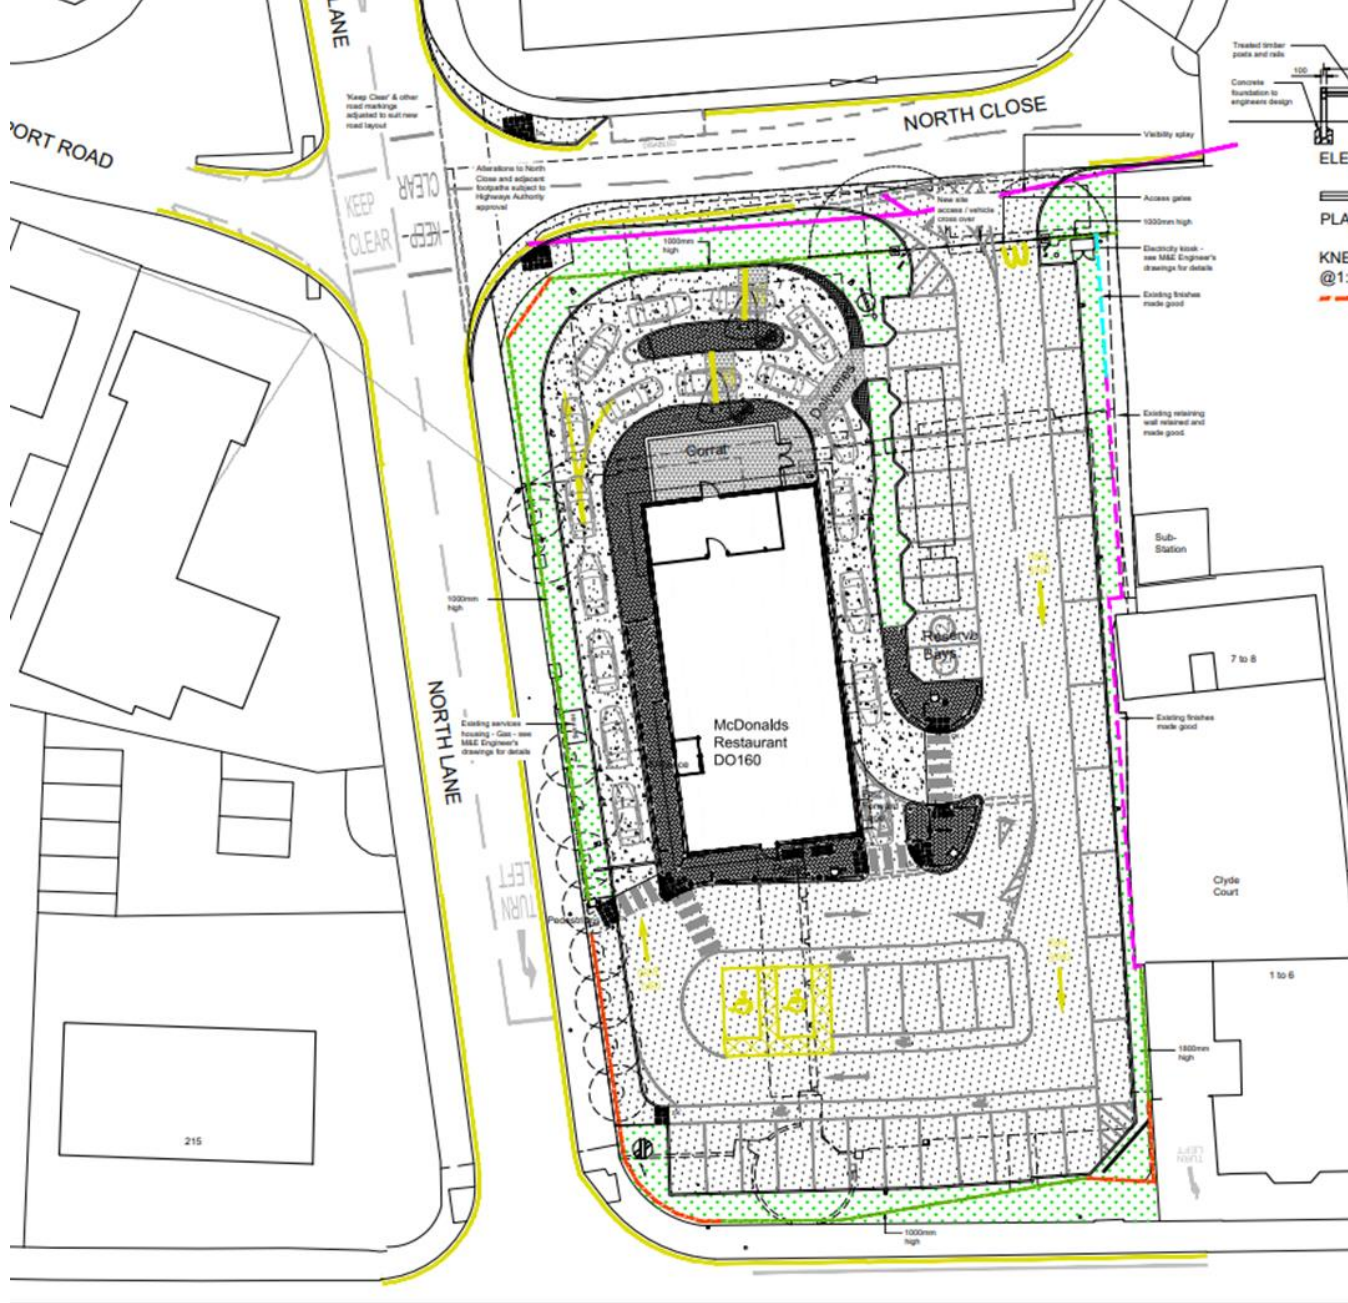 LANE
PORT ROAD
'Keep Clear' & other
road markings
adjusted to suit new
road layout
NORTH CLOSE
Treated timber
posts and rails
100
Concrete
foundation to
engineers design
ELE
PLA
KNE
@1:
Visibility splay
Access gates
1000mm high
Electricity kiosk -
see M&E Engineer's
drawings for details
Existing finishes
made good
Alterations to North
Close and adjacent
footpaths subject to
Highways Authority
approval
KEEP
CLEAR
CLEAR
KEEP
New site
access / vehicle
cross over
1000mm
high
Existing retaining
wall retained and
made good.
Corral
Sub-
Station
1000mm
high
Reserve
Bays
7 to 8
NORTH LANE
Existing services
housing - Gas - see
M&E Engineer's
drawings for details
McDonalds
Restaurant
DO160
Existing finishes
made good
Clyde
Court
TURN
LEFT
1 to 6
1800mm
high
215
TURN
LEFT
1000mm
high